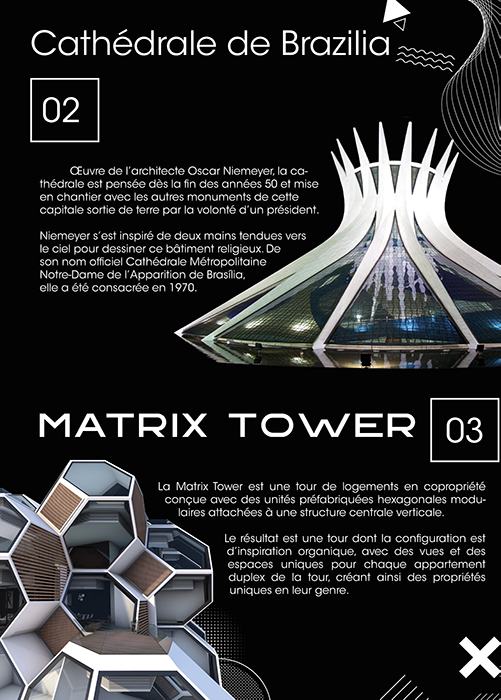 Cathédrale de Brazilia
02
Œuvre de l'architecte Oscar Niemeyer, la ca-
thédrale est pensée dès la fin des années 50 et mise
en chantier avec les autres monuments de cette
capitale sortie de terre par la volonté d'un président.
Niemeyer s'est inspiré de deux mains tendues vers
le ciel pour dessiner ce bâtiment religieux. De
son nom officiel Cathédrale Métropolitaine
Notre-Dame de l'Apparition de Brasília,
elle a été consacrée en 1970.
MATRIX TOWER
03
La Matrix Tower est une tour de logements en copropriété
conçue avec des unités préfabriquées hexagonales modu-
laires attachées à une structure centrale verticale.
Le résultat est une tour dont la configuration est
d'inspiration organique, avec des vues et des
espaces uniques pour chaque appartement
duplex de la tour, créant ainsi des propriétés
uniques en leur genre.